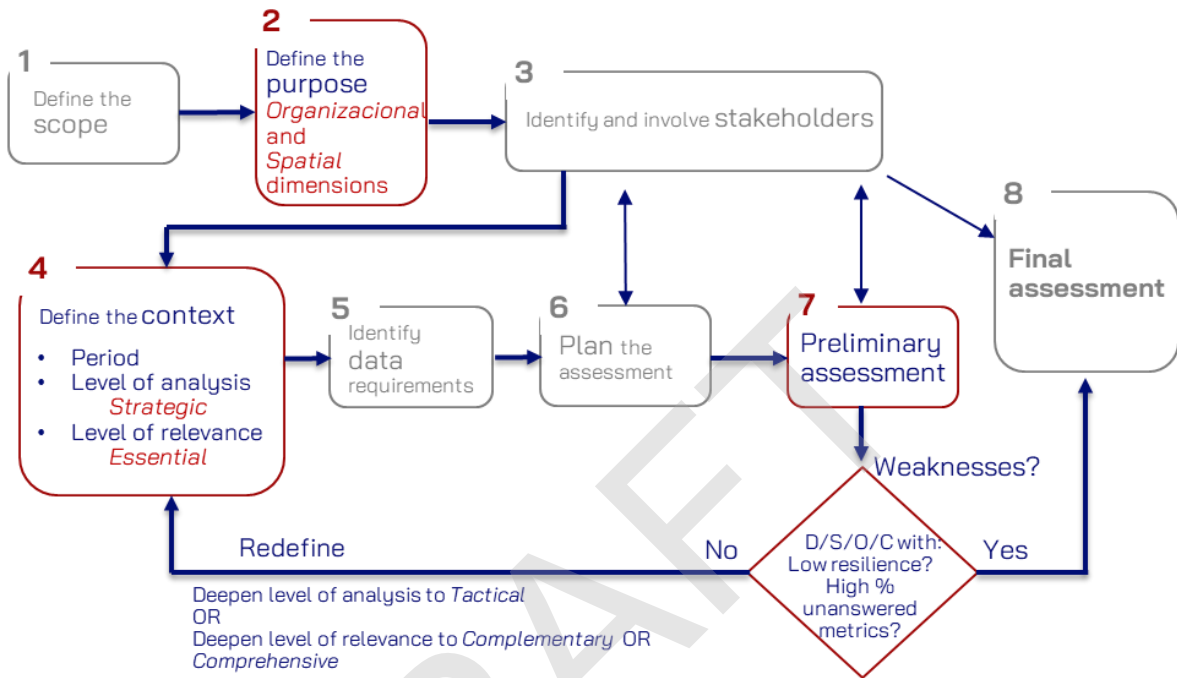 1
Define the
scope
2
Define the
purpose
Organizacional
and
Spatial
dimensions
3
Identify and involve stakeholders
4
Define the context
• Period
• Level of analysis
Strategic
• Level of relevance
Essential
5
Identify
data
requirements
6
Plan the
assessment
7
Preliminary
assessment
8
Final
assessment
Weaknesses?
D/S/O/C with:
Low resilience?
High %
unanswered
metrics?
No
Yes
Redefine
Deepen level of analysis to Tactical
OR
Deepen level of relevance to Complementary OR
Comprehensive
RAFT